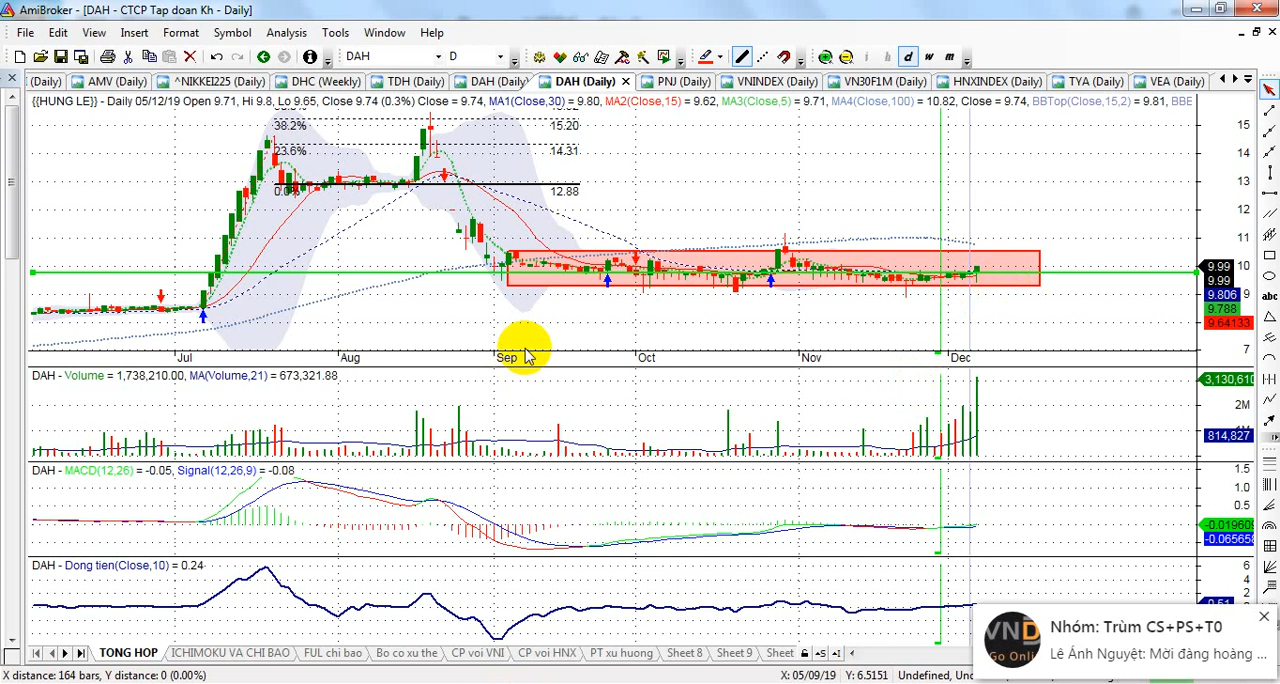 AmiBroker - [DAH - CTCP Tap doan Kh - Daily]
File Edit View Insert Format Symbol Analysis Tools Window Help
DAH D i h d w m
(Daily) AMV (Daily) ^NIKKEI225 (Daily) DHC (Weekly) TDH (Daily) DAH (Daily) DAH (Daily) PNJ (Daily) VNINDEX (Daily) VN30F1M (Daily) HNXINDEX (Daily) TYA (Daily) VEA (Daily)
{{HUNG LE}} - Daily 05/12/19 Open 9.71, Hi 9.8, Lo 9.65, Close 9.74 (0.3%) Close = 9.74, MA1(Close,30) = 9.80, MA2(Close,15) = 9.62, MA3(Close,5) = 9.71, MA4(Close,100) = 10.82, Close = 9.74, BBTop(Close,15,2) = 9.81, BBE
38.2% 15.20 15
23.6% 14.31 14
0.0% 12.88 13
12
11
10
9.99
9.99
9
9.806
9.788
9.64133
7
Jul Aug Sep Oct Nov Dec
DAH - Volume = 1,738,210.00, MA(Volume,21) = 673,321.88
3,130,610
2M
814,827
DAH - MACD(12,26) = -0.05, Signal(12,26,9) = -0.08
1.5
1.0
0.5
-0.019609
-0.065656
DAH - Dong tien(Close,10) = 0.24
6
4
2
abc
Nhóm: Trùm CS+PS+T0
Lê Ánh Nguyệt: Mời đàng hoàng ...
VND
Go Onli
TONG HOP ICHIMOKU VA CHI BAO FUL chi bao Bo co xu the CP voi VNI CP voi HNX PT xu huong Sheet 8 Sheet 9 Sheet
X distance: 164 bars, Y distance: 0 (0.00%) X: 05/09/19 Y: 6.5151 Undefined,